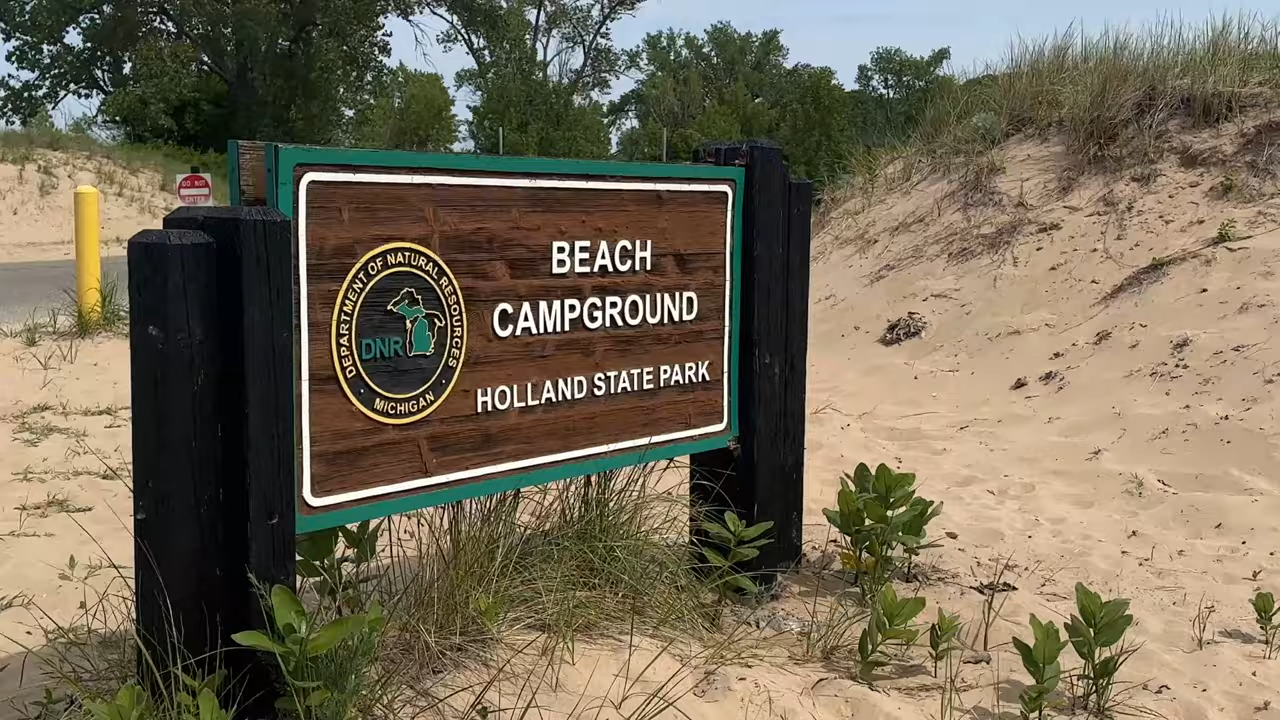 DO NOT
ENTER
DEPARTMENT OF NATURAL RESOURCES
DNR
MICHIGAN
BEACH
CAMPGROUND
HOLLAND STATE PARK